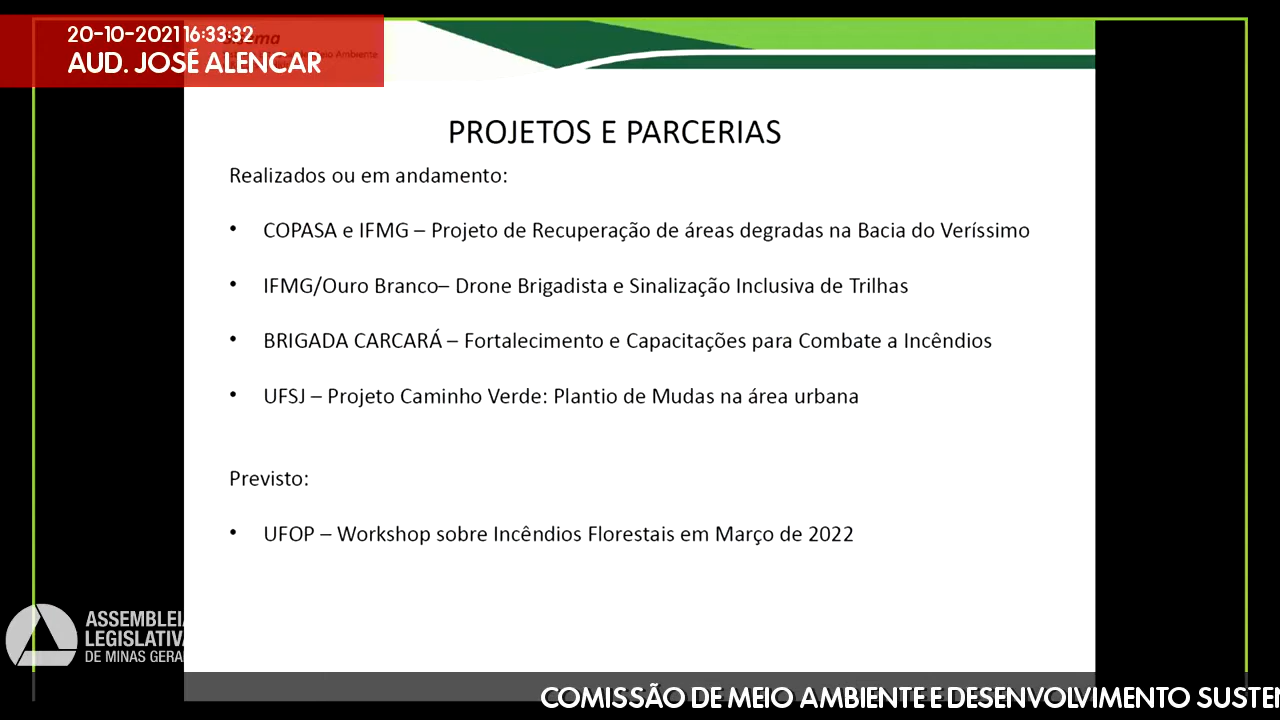 20-10-2021 16:33:32
AUD. JOSÉ ALENCAR
PROJETOS E PARCERIAS
Realizados ou em andamento:
• COPASA e IFMG – Projeto de Recuperação de áreas degradas na Bacia do Veríssimo
• IFMG/Ouro Branco– Drone Brigadista e Sinalização Inclusiva de Trilhas
• BRIGADA CARCARÁ – Fortalecimento e Capacitações para Combate a Incêndios
• UFSJ – Projeto Caminho Verde: Plantio de Mudas na área urbana
Previsto:
• UFOP – Workshop sobre Incêndios Florestais em Março de 2022
ASSEMBLEIA
LEGISLATIVA
DE MINAS GERAI
COMISSÃO DE MEIO AMBIENTE E DESENVOLVIMENTO SUSTEN